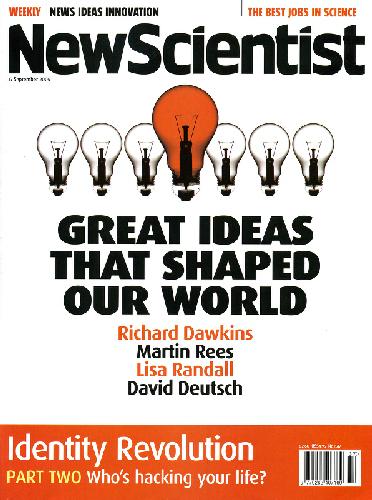 WEEKLY NEWS IDEAS INNOVATION
THE BEST JOBS IN SCIENCE
NewScientist
September
GREAT IDEAS
THAT SHAPED
OUR WORLD
Richard Dawkins
Martin Rees
Lisa Randall
David Deutsch
Identity Revolution
PART TWO Who's hacking your life?